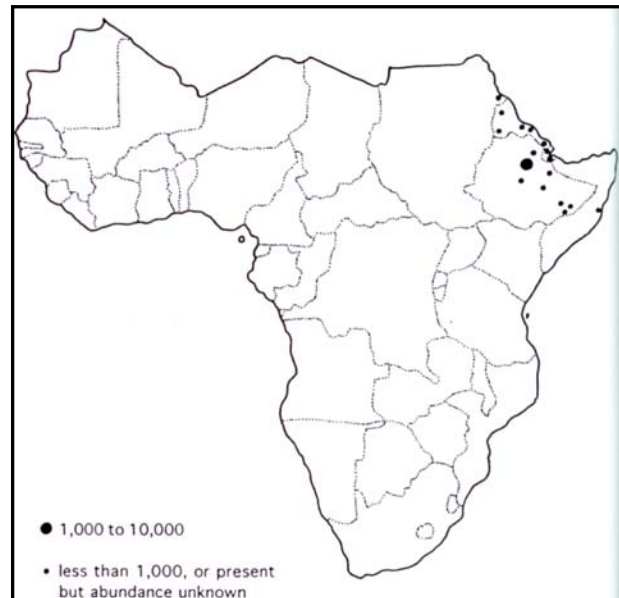 1,000 to 10,000
less than 1,000, or present
but abundance unknown